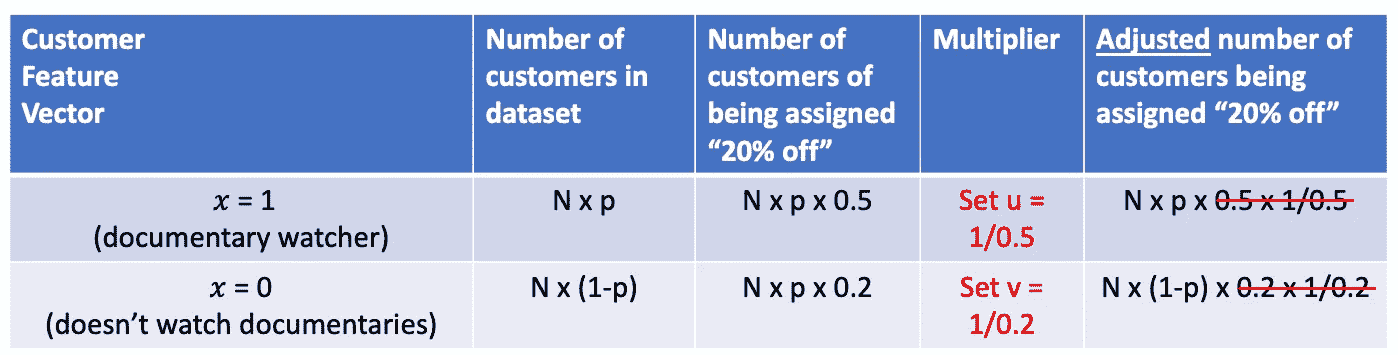 Customer
Feature
Vector
Number of
customers in
dataset
Number of
customers of
being assigned
“20% off”
Multiplier
Adjusted number of
customers being
assigned “20% off”
x = 1
(documentary watcher)
N x p
N x p x 0.5
Set u =
1/0.5
N x p x 0.5 x 1/0.5
x = 0
(doesn’t watch documentaries)
N x (1-p)
N x p x 0.2
Set v =
1/0.2
N x (1-p) x 0.2 x 1/0.2